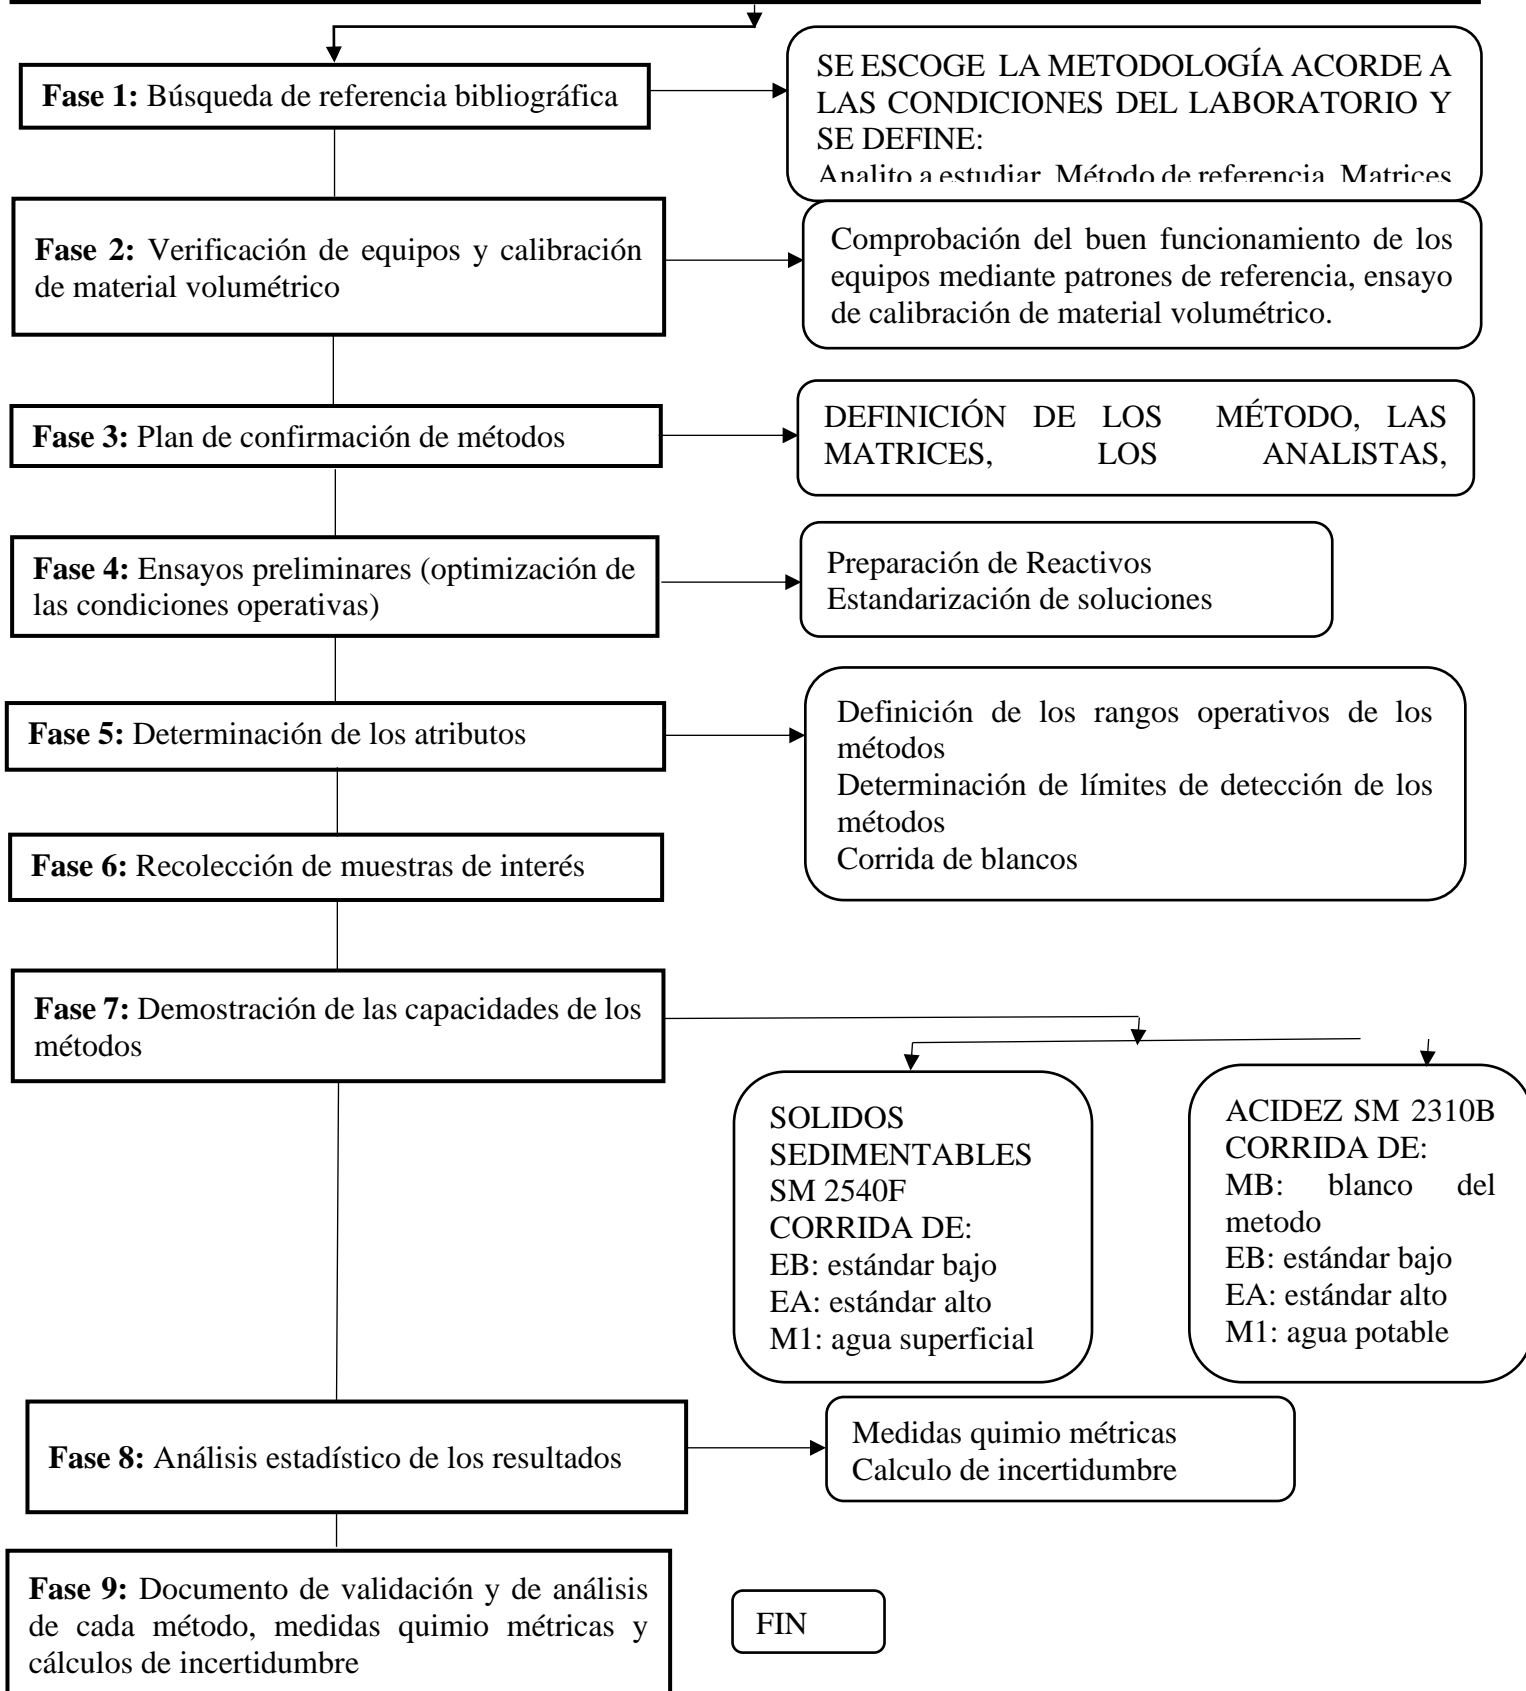 Fase 1: Búsqueda de referencia bibliográfica
SE ESCOGE LA METODOLOGÍA ACORDE A
LAS CONDICIONES DEL LABORATORIO Y
SE DEFINE:
Analito a estudiar, Método de referencia, Matrices
Fase 2: Verificación de equipos y calibración
de material volumétrico
Comprobación del buen funcionamiento de los
equipos mediante patrones de referencia, ensayo
de calibración de material volumétrico.
Fase 3: Plan de confirmación de métodos
DEFINICIÓN DE LOS MÉTODO, LAS
MATRICES, LOS ANALISTAS,
Fase 4: Ensayos preliminares (optimización de
las condiciones operativas)
Preparación de Reactivos
Estandarización de soluciones
Fase 5: Determinación de los atributos
Definición de los rangos operativos de los
métodos
Determinación de límites de detección de los
métodos
Corrida de blancos
Fase 6: Recolección de muestras de interés
Fase 7: Demostración de las capacidades de los
métodos
SOLIDOS
SEDIMENTABLES
SM 2540F
CORRIDA DE:
EB: estándar bajo
EA: estándar alto
M1: agua superficial
ACIDEZ SM 2310B
CORRIDA DE:
MB: blanco del
metodo
EB: estándar bajo
EA: estándar alto
M1: agua potable
Fase 8: Análisis estadístico de los resultados
Medidas quimio métricas
Calculo de incertidumbre
Fase 9: Documento de validación y de análisis
de cada método, medidas quimio métricas y
cálculos de incertidumbre
FIN